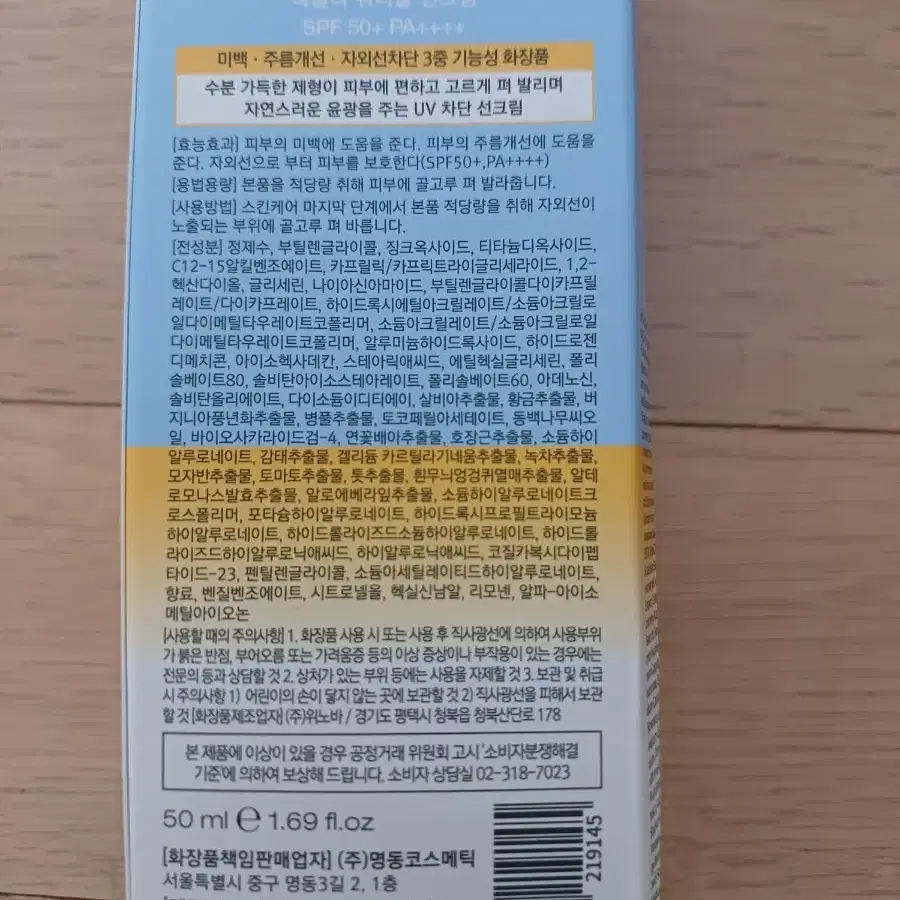 SPF 50+ PA++++
미백 · 주름개선 · 자외선차단 3중 기능성 화장품
수분 가득한 제형이 피부에 편하고 고르게 펴 발리며
자연스러운 윤광을 주는 UV 차단 선크림
[효능효과] 피부의 미백에 도움을 준다. 피부의 주름개선에 도움을
준다. 자외선으로 부터 피부를 보호한다(SPF50+,PA++++)
[용법용량] 본품을 적당량 취해 피부에 골고루 펴 발라줍니다.
[사용방법] 스킨케어 마지막 단계에서 본품 적당량을 취해 자외선이
노출되는 부위에 골고루 펴 바릅니다.
[전성분] 정제수, 부틸렌글라이콜, 징크옥사이드, 티타늄디옥사이드,
C12-15알킬벤조에이트, 카프릴릭/카프릭트라이글리세라이드, 1,2-
헥산다이올, 글리세린, 나이아신아마이드, 부틸렌글라이콜다이카프릴
레이트/다이카프레이트, 하이드록시에틸아크릴레이트/소듐아크릴로
일다이메틸타우레이트코폴리머, 소듐아크릴레이트/소듐아크릴로일
다이메틸타우레이트코폴리머, 알루미늄하이드록사이드, 하이드로젠
디메치콘, 아이소헥사데칸, 스테아릭애씨드, 에틸헥실글리세린, 폴리
솔베이트80, 솔비탄아이소스테아레이트, 폴리솔베이트60, 아데노신,
솔비탄올리에이트, 다이소듐이디티에이, 살비아추출물, 황금추출물, 버
지니아풍년화추출물, 병풀추출물, 토코페릴아세테이트, 동백나무씨오
일, 바이오사카라이드검-4, 연꽃배아추출물, 호장근추출물, 소듐하이
알루로네이트, 감태추출물, 겔리듐 카르틸라기네움추출물, 녹차추출물,
모자반추출물, 토마토추출물, 톳추출물, 흰무늬엉겅퀴열매추출물, 알테
로모나스발효추출물, 알로에베라잎추출물, 소듐하이알루로네이트크
로스폴리머, 포타슘하이알루로네이트, 하이드록시프로필트라이모늄
하이알루로네이트, 하이드롤라이즈드소듐하이알루로네이트, 하이드롤
라이즈드하이알루로닉애씨드, 하이알루로닉애씨드, 코질카복시다이펩
타이드-23, 펜틸렌글라이콜, 소듐아세틸레이티드하이알루로네이트,
향료, 벤질벤조에이트, 시트로넬올, 헥실신남알, 리모넨, 알파-아이소
메틸아이오논
[사용할 때의 주의사항] 1. 화장품 사용 시 또는 사용 후 직사광선에 의하여 사용부위
가 붉은 반점, 부어오름 또는 가려움증 등의 이상 증상이나 부작용이 있는 경우에는
전문의 등과 상담할 것 2. 상처가 있는 부위 등에는 사용을 자제할 것 3. 보관 및 취급
시 주의사항 1) 어린이의 손이 닿지 않는 곳에 보관할 것 2) 직사광선을 피해서 보관
할 것 [화장품제조업자] (주)위노바 / 경기도 평택시 청북읍 청북산단로 178
본 제품에 이상이 있을 경우 공정거래 위원회 고시 '소비자분쟁해결
기준'에 의하여 보상해 드립니다. 소비자 상담실 02-318-7023
50 ml ℮ 1.69 fl.oz
[화장품책임판매업자] (주)명동코스메틱
서울특별시 중구 명동3길 2, 1층
219145